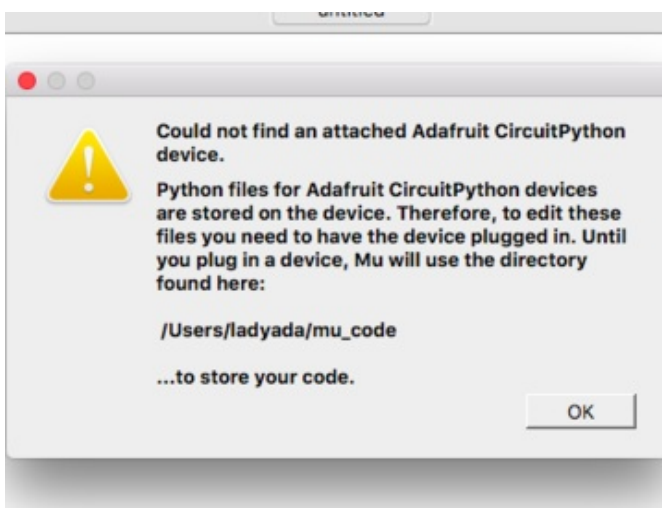 untitled
Could not find an attached Adafruit CircuitPython
device.
Python files for Adafruit CircuitPython devices
are stored on the device. Therefore, to edit these
files you need to have the device plugged in. Until
you plug in a device, Mu will use the directory
found here:
/Users/ladyada/mu_code
...to store your code.
OK